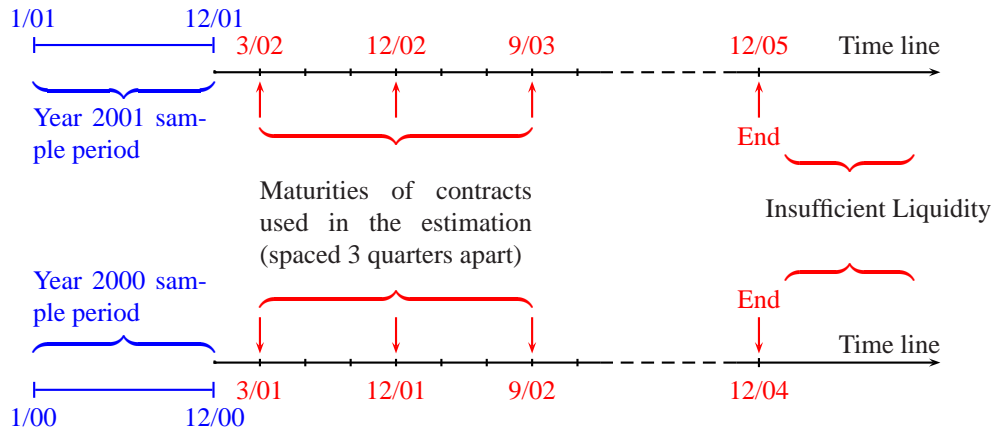 1/01 12/01
3/02 12/02 9/03 12/05 Time line
Year 2001 sam-
ple period
End
Maturities of contracts
used in the estimation
(spaced 3 quarters apart)
Insufficient Liquidity
Year 2000 sam-
ple period
End
Time line
3/01 12/01 9/02 12/04
1/00 12/00